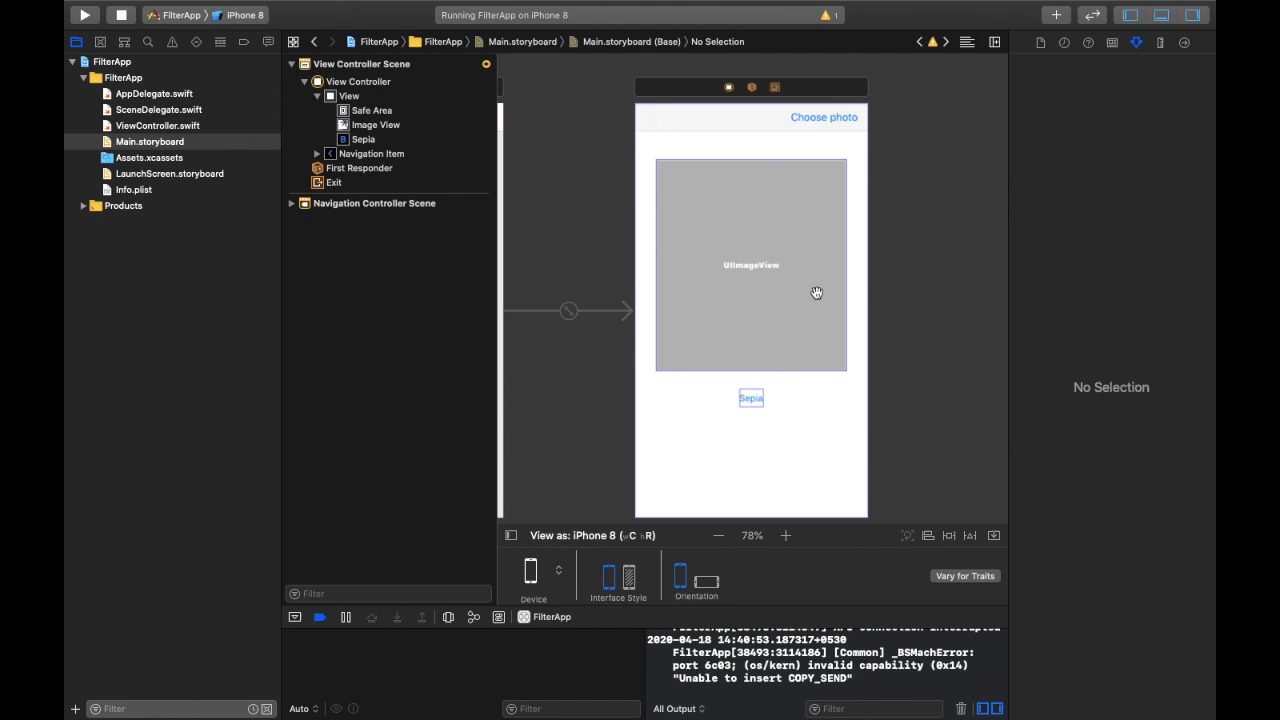 FilterApp iPhone 8
Running FilterApp on iPhone 8
1
FilterApp FilterApp Main.storyboard Main.storyboard (Base) No Selection
FilterApp
FilterApp
AppDelegate.swift
SceneDelegate.swift
ViewController.swift
Main.storyboard
Assets.xcassets
LaunchScreen.storyboard
Info.plist
Products
View Controller Scene
View Controller
View
Safe Area
Image View
B Sepia
Navigation Item
First Responder
Exit
Navigation Controller Scene
Choose photo
UIImageView
Sepia
No Selection
View as: iPhone 8 (wC hR)
78%
Device
Interface Style
Orientation
Vary for Traits
Filter
FilterApp
2020-04-18 14:40:53.187317+0530
FilterApp[38493:3114186] [Common] _BSMachError:
port 6c03; (os/kern) invalid capability (0x14)
"Unable to insert COPY_SEND"
Filter
Auto
Filter
All Output
Filter